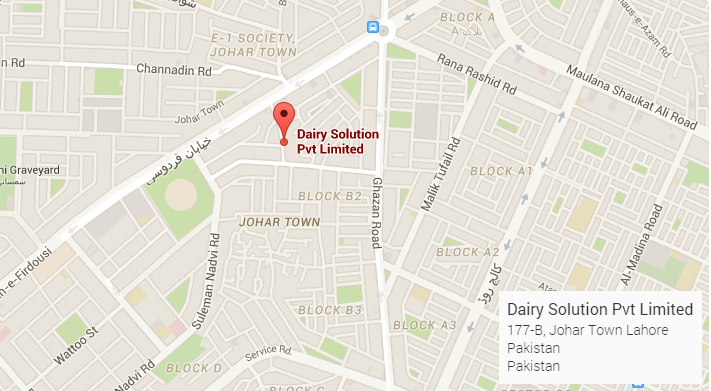 BLOCK A
E-1 SOCIETY,
JOHAR TOWN
Channadin Rd
Rana Rashid Rd
Maulana Shaukat Ali Road
Johar Town
Dairy Solution
Pvt Limited
خیابان فردوسی
Graveyard
Malik Tufail Rd
BLOCK A1
BLOCK B2
Ghazan Road
JOHAR TOWN
Al-Madina Road
Suleman Nadvi Rd
BLOCK A2
-e-Firdousi
BLOCK B3
BLOCK A3
Wattoo St
Service Rd.
Nadvi Rd
BLOCK D
Dairy Solution Pvt Limited
177-B, Johar Town Lahore
Pakistan
Pakistan